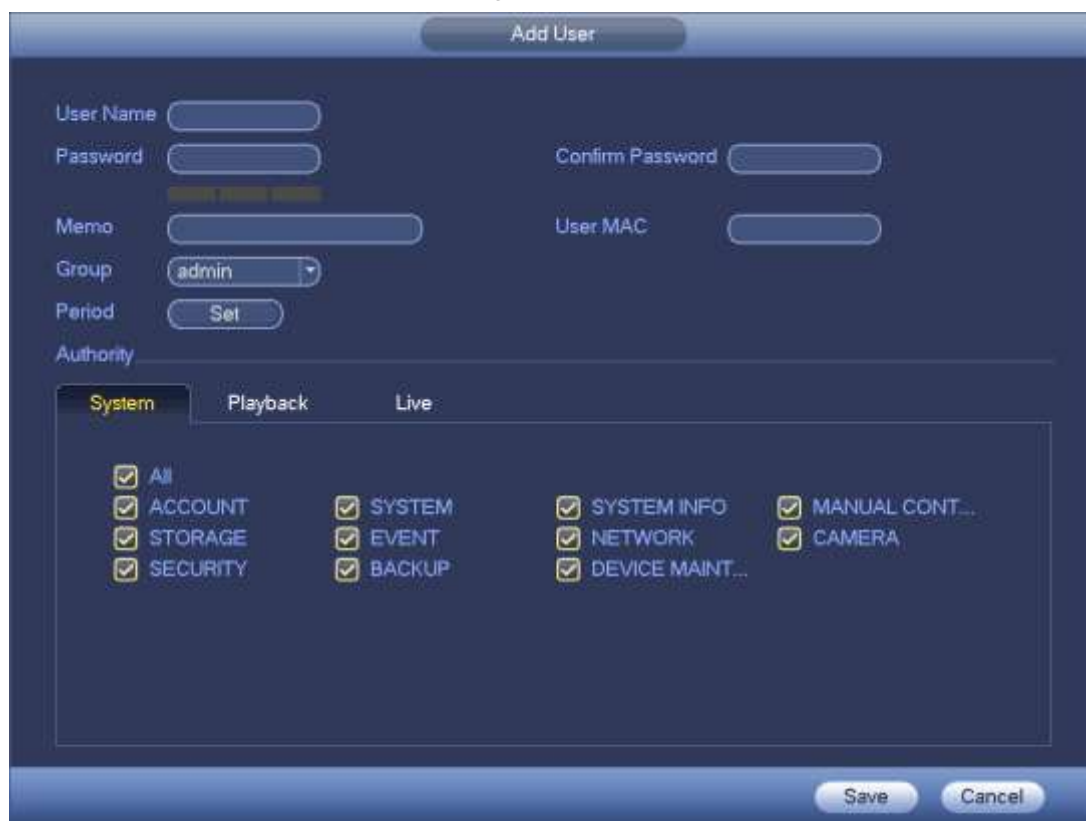 Add User
User Name
Password Confirm Password
Memo User MAC
Group admin
Period Set
Authority
System Playback Live
All
ACCOUNT SYSTEM SYSTEM INFO MANUAL CONT...
STORAGE EVENT NETWORK CAMERA
SECURITY BACKUP DEVICE MAINT...
Save Cancel